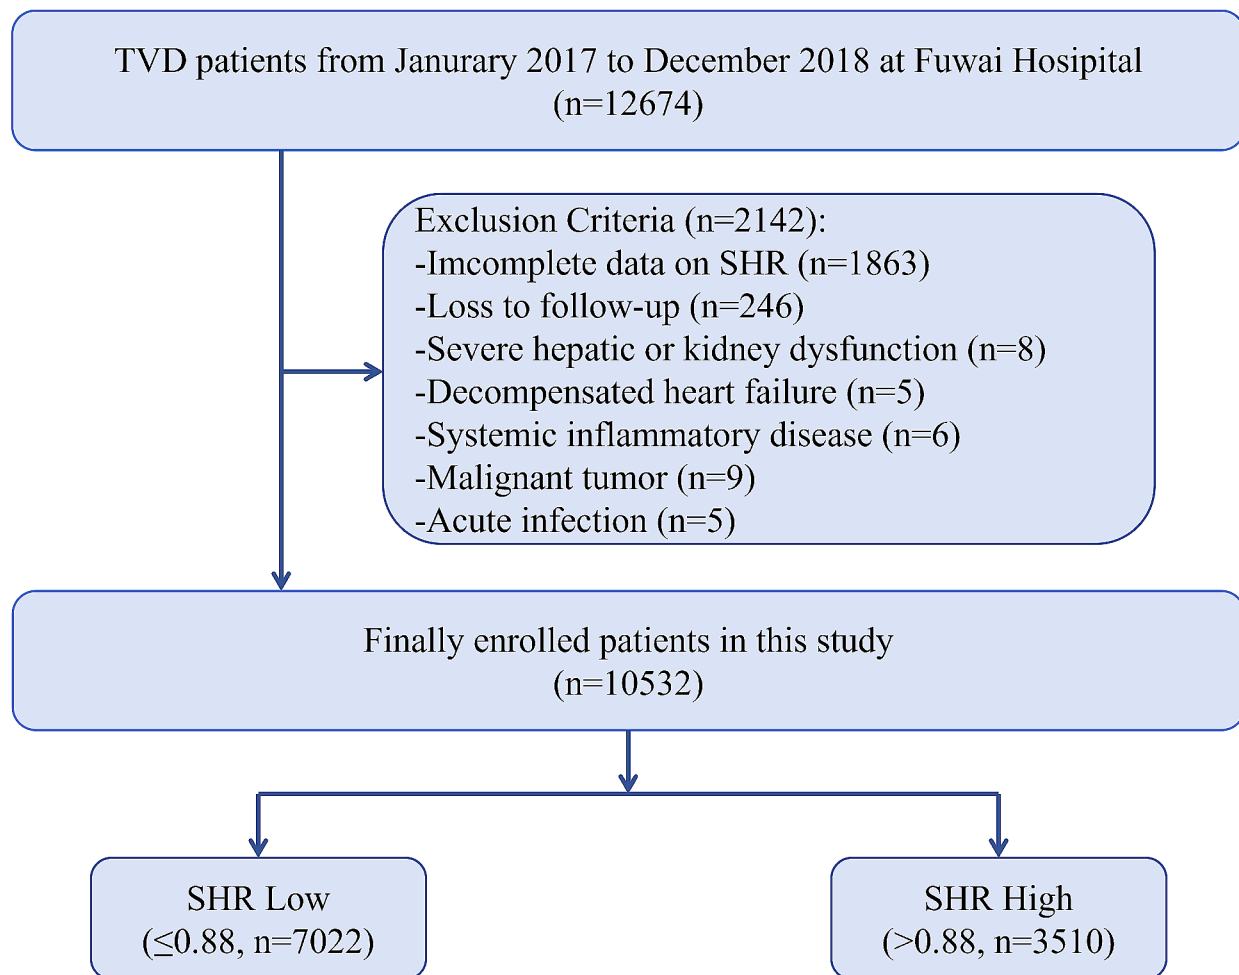 TVD patients from Janurary 2017 to December 2018 at Fuwai Hosipital
(n=12674)
Exclusion Criteria (n=2142):
-Imcomplete data on SHR (n=1863)
-Loss to follow-up (n=246)
-Severe hepatic or kidney dysfunction (n=8)
-Decompensated heart failure (n=5)
-Systemic inflammatory disease (n=6)
-Malignant tumor (n=9)
-Acute infection (n=5)
Finally enrolled patients in this study
(n=10532)
SHR Low
(≤0.88, n=7022)
SHR High
(>0.88, n=3510)